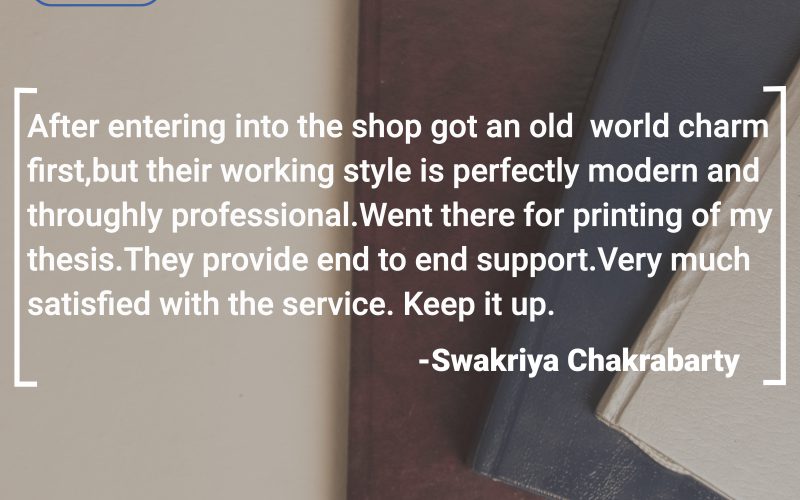 After entering into the shop got an old  world charm
first,but their working style is perfectly modern and
throughly professional.Went there for printing of my
thesis.They provide end to end support.Very much
satisfied with the service. Keep it up.
-Swakriya Chakrabarty